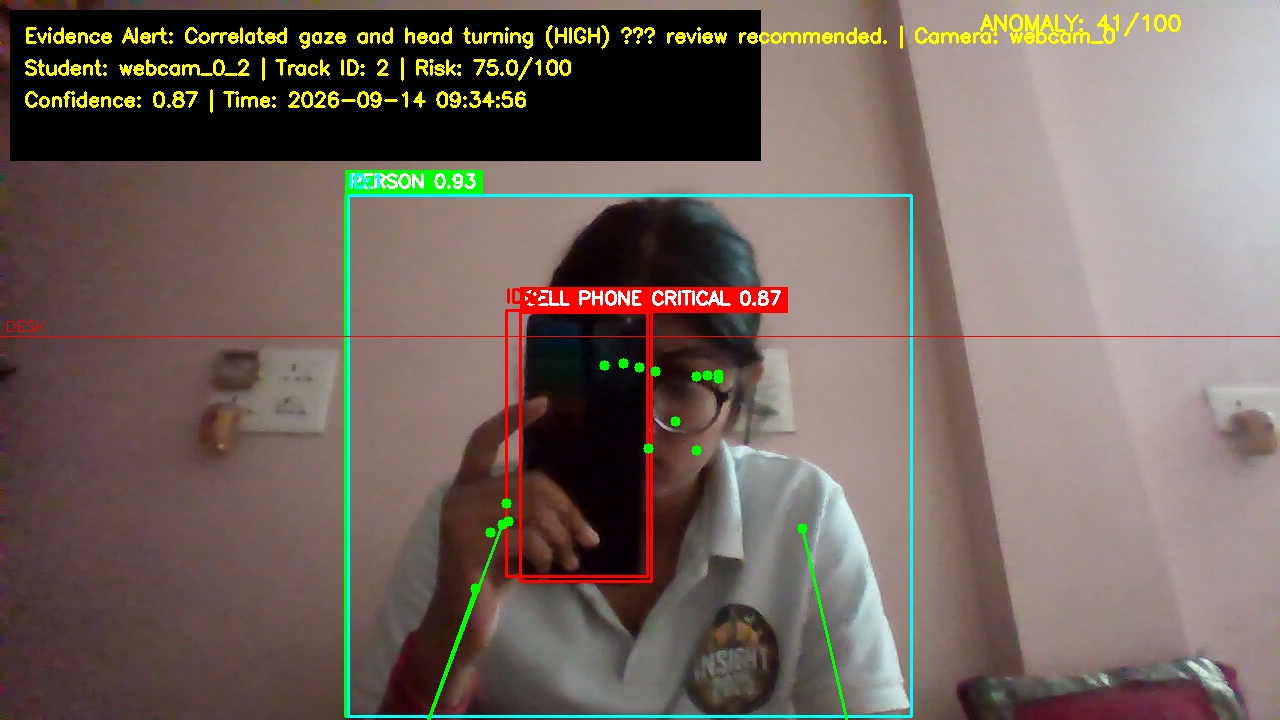 ANOMALY: 41/100
Evidence Alert: Correlated gaze and head turning (HIGH) ??? review recommended. | Camera: webcam_0
Student: webcam_0_2 | Track ID: 2 | Risk: 75.0/100
Confidence: 0.87 | Time: 2026-09-14 09:34:56
PERSON 0.93
CELL PHONE CRITICAL 0.87
DESK
INSIGHT